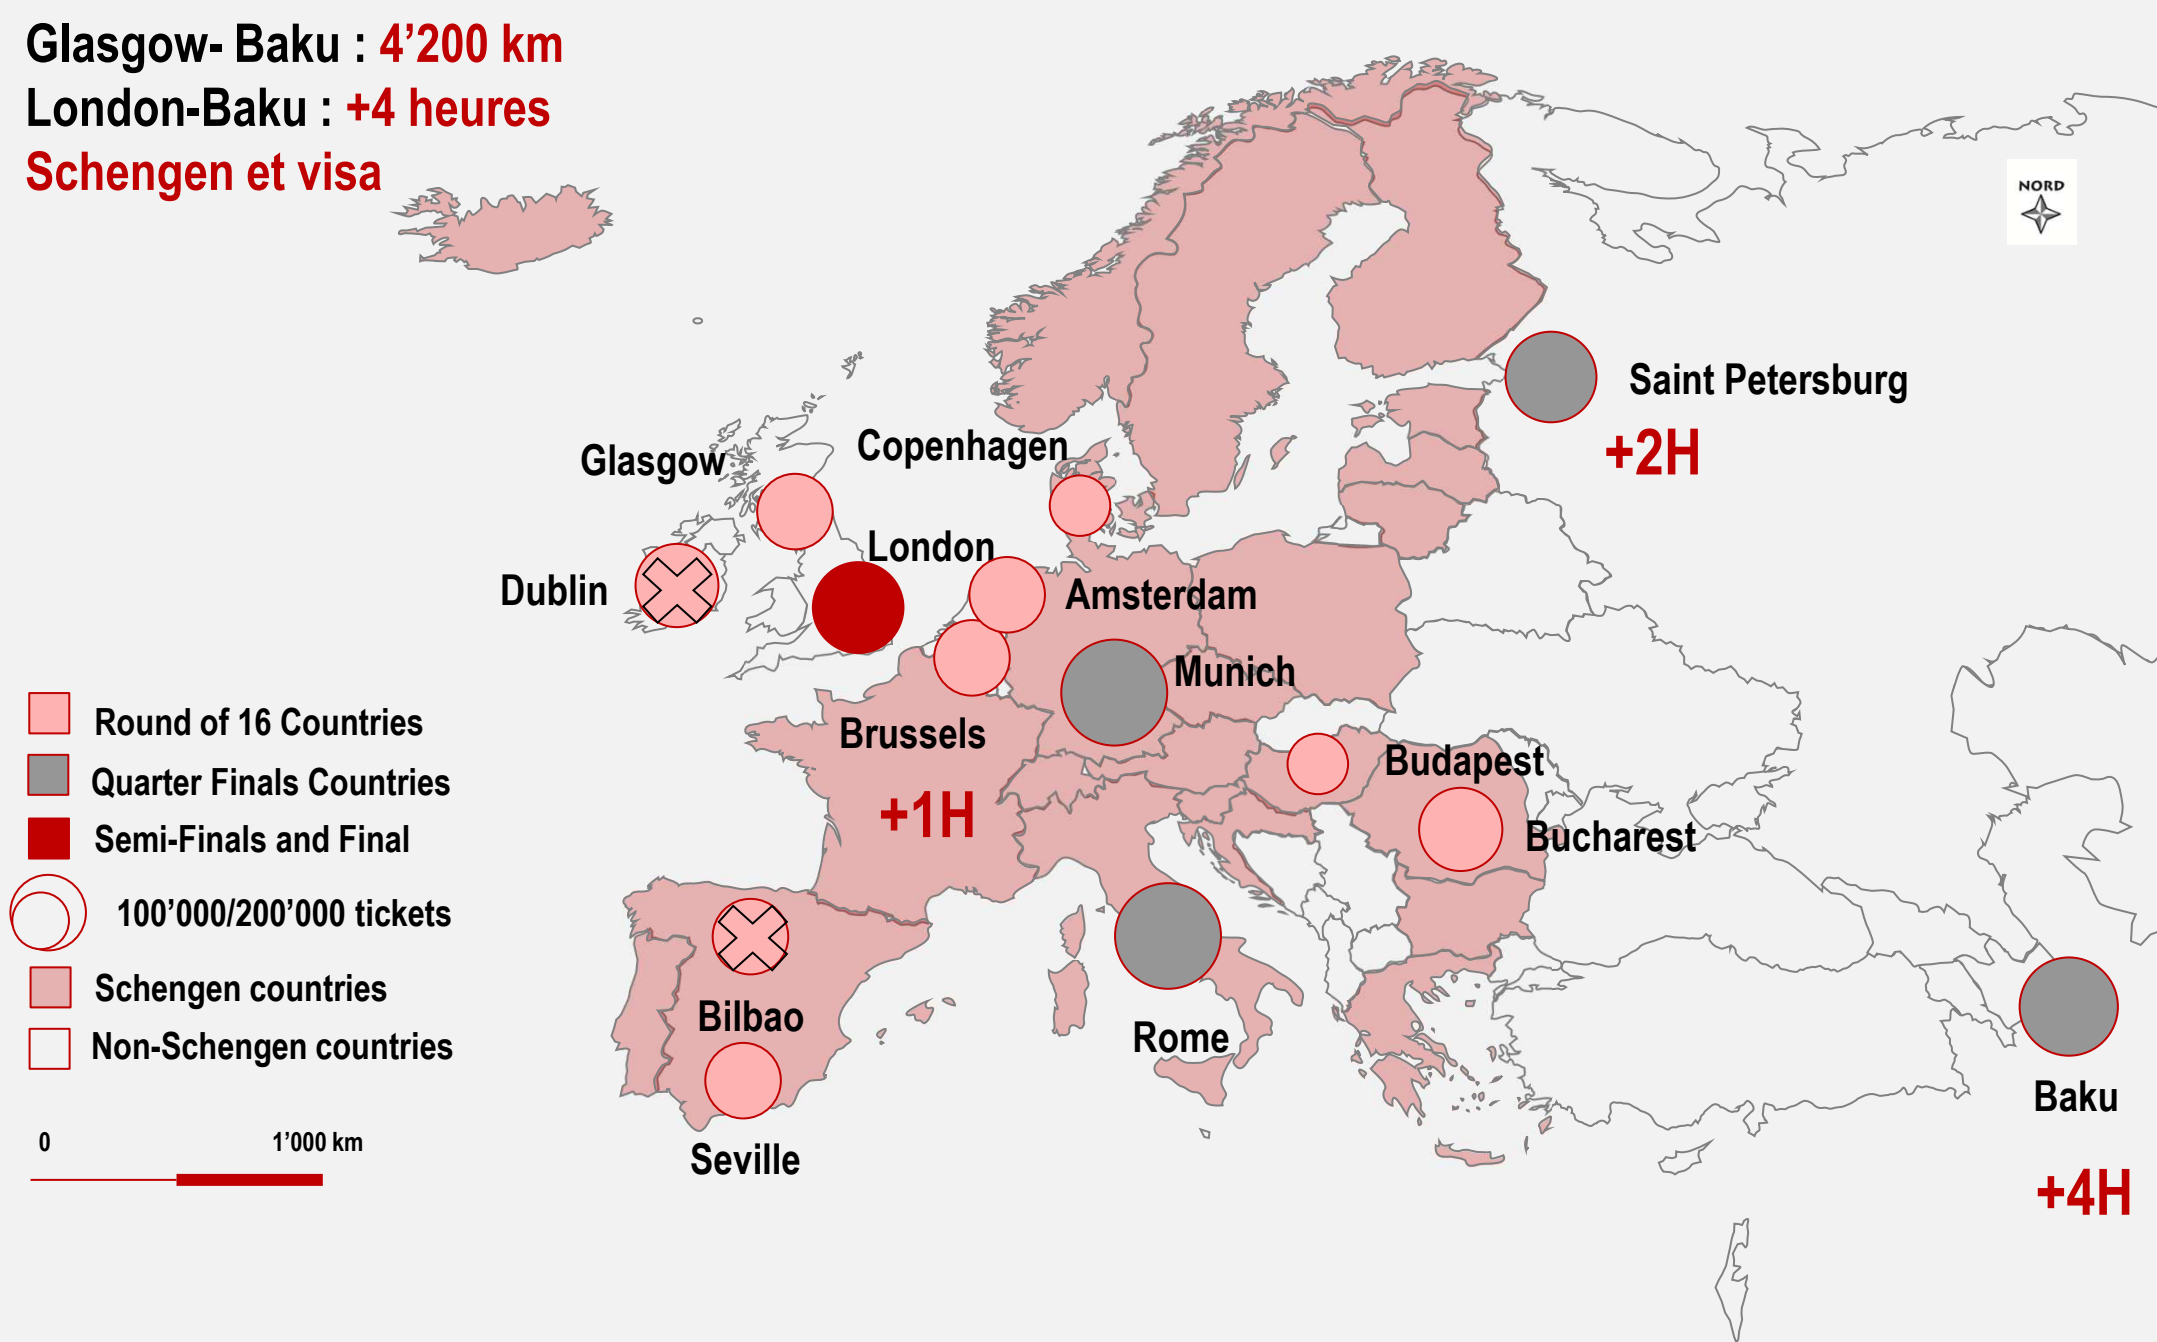 Glasgow- Baku : 4’200 km
London-Baku : +4 heures
Schengen et visa
NORD
Saint Petersburg
+2H
Copenhagen
Glasgow
London
Dublin
Amsterdam
Munich
Brussels
Budapest
+1H
Bucharest
Bilbao
Rome
Seville
Baku
+4H
Round of 16 Countries
Quarter Finals Countries
Semi-Finals and Final
100’000/200’000 tickets
Schengen countries
Non-Schengen countries
0 1’000 km